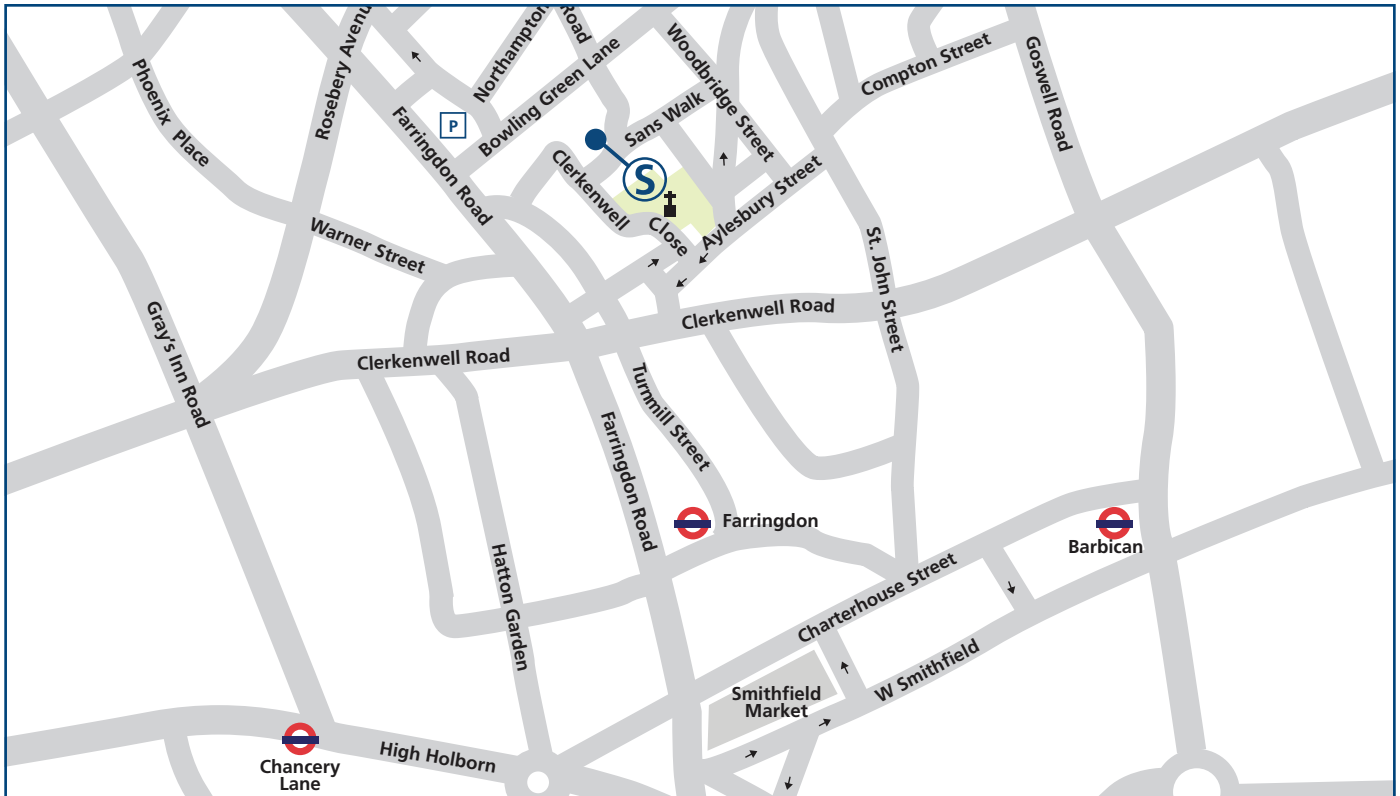 Phoenix Place
Rosebery Avenu
Northampton
Road
Bowling Green Lane
Woodbridge Street
Compton Street
Goswell Road
P
Farringdon Road
Sans Walk
S
Clerkenwell
Close
Aylesbury Street
Warner Street
St. John Street
Gray's Inn Road
Clerkenwell Road
Clerkenwell Road
Turnmill Street
Farringdon Road
Farringdon
Barbican
Hatton Garden
Charterhouse Street
W Smithfield
Smithfield
Market
High Holborn
Chancery
Lane